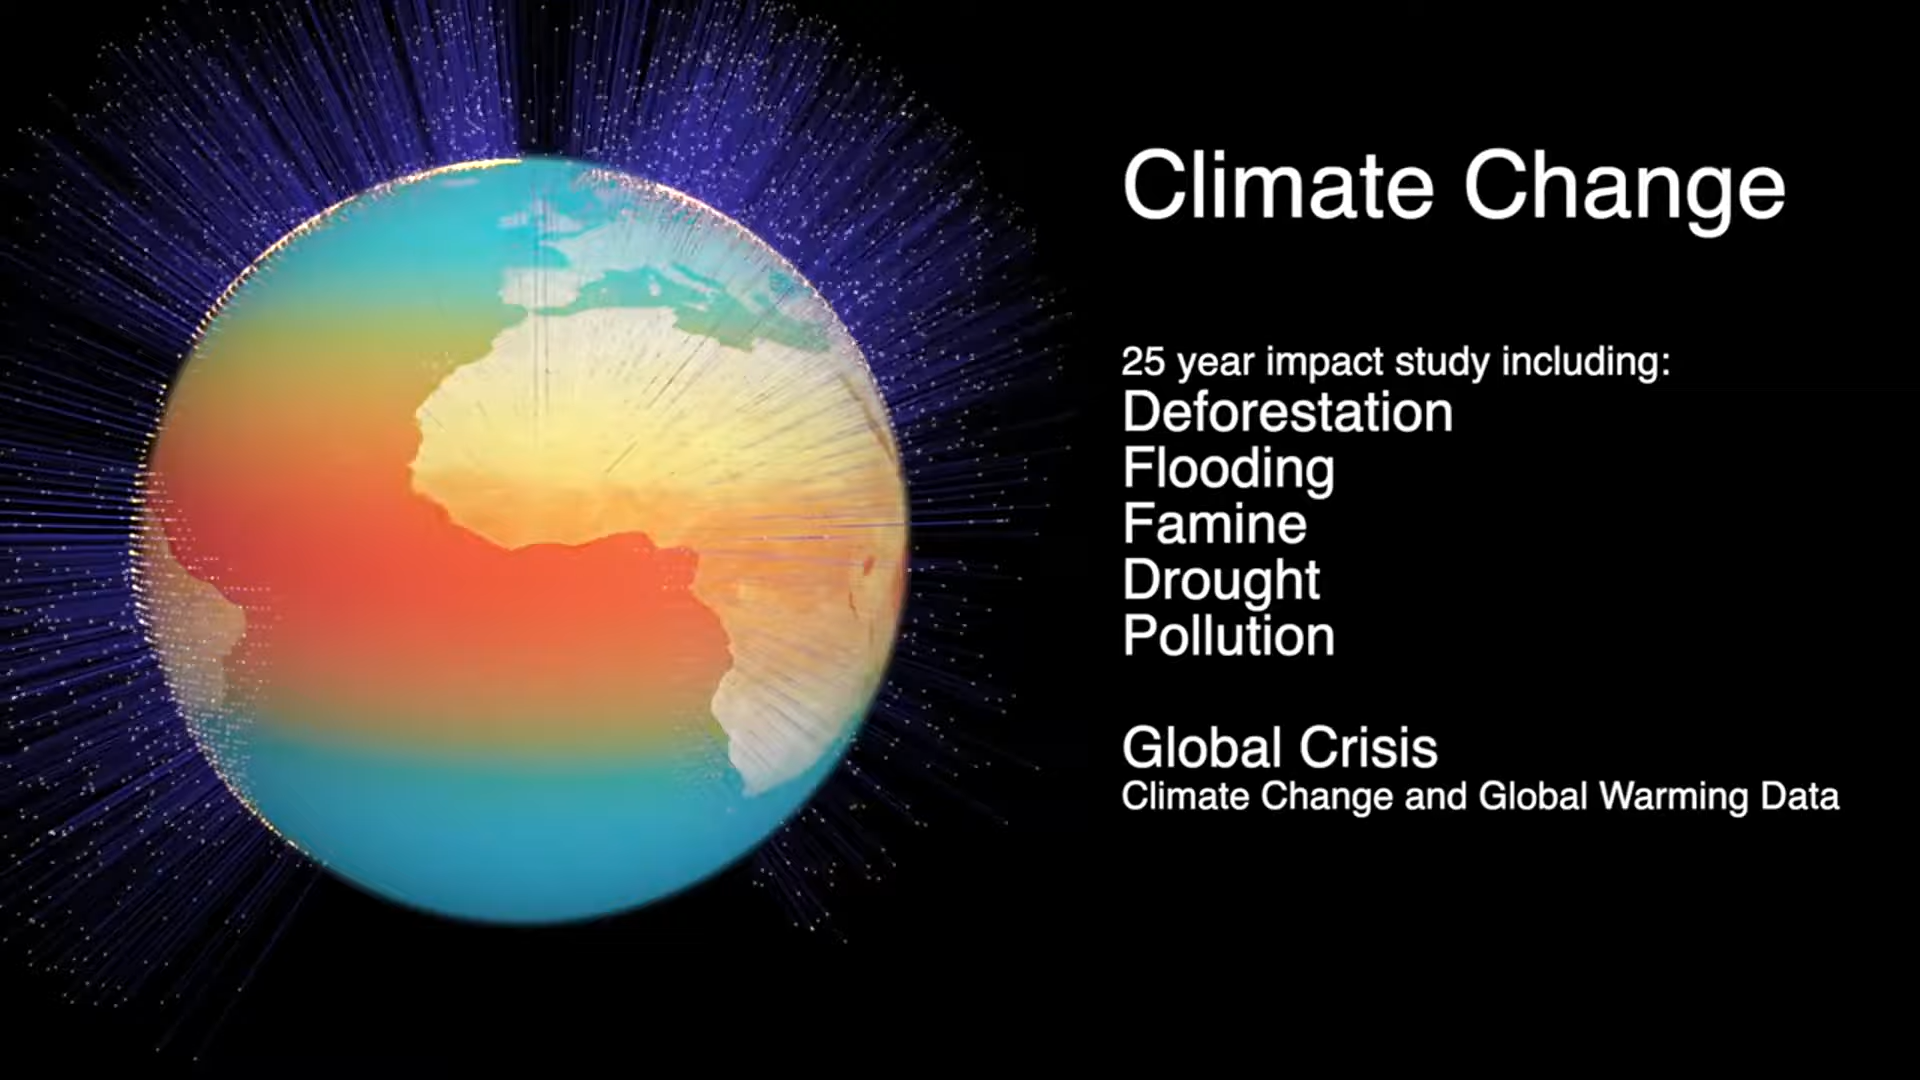 Climate Change
25 year impact study including:
Deforestation
Flooding
Famine
Drought
Pollution
Global Crisis
Climate Change and Global Warming Data